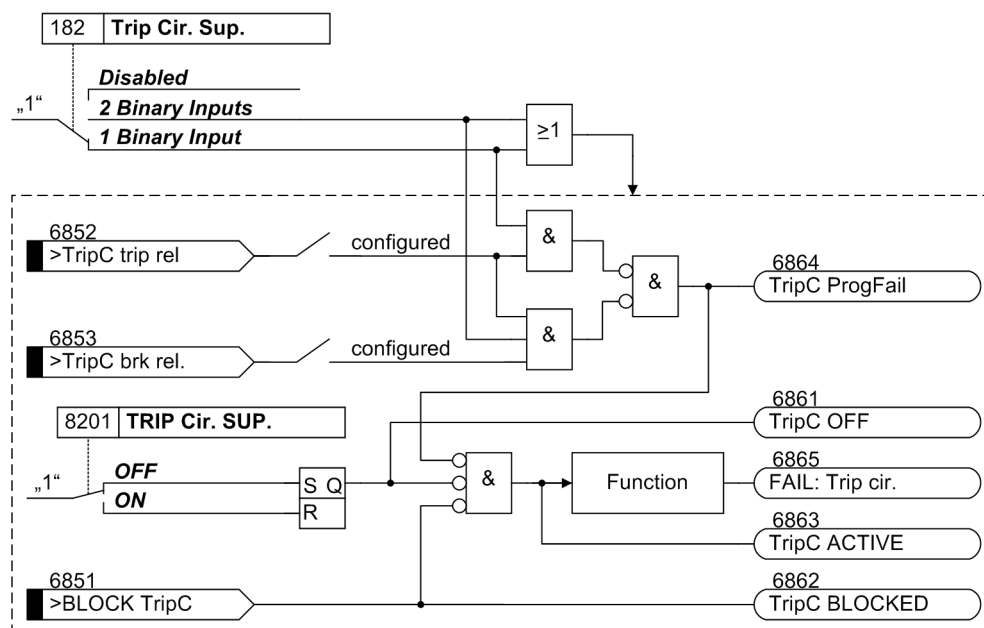 182 Trip Cir. Sup.
Disabled
„1“
2 Binary Inputs
1 Binary Input
≥1
6852
>TripC trip rel
configured
&
&
6864
TripC ProgFail
6853
>TripC brk rel.
configured
&
8201 TRIP Cir. SUP.
6861
TripC OFF
„1“
OFF
ON
S Q
R
&
Function
6865
FAIL: Trip cir.
6863
TripC ACTIVE
6851
>BLOCK TripC
6862
TripC BLOCKED